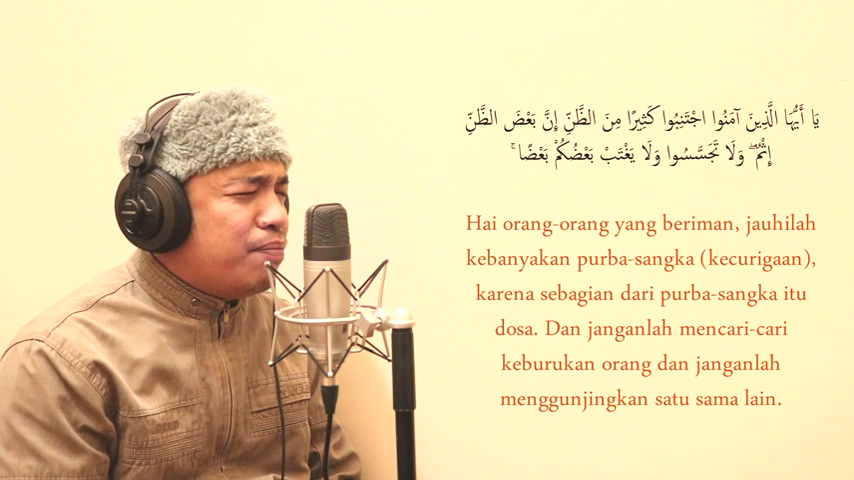 يَا أَيُّهَا الَّذِينَ آمَنُوا اجْتَنِبُوا كَثِيرًا مِنَ الظَّنِّ إِنَّ بَعْضَ الظَّنِّ
إِثْمٌ ۖ وَلَا تَجَسَّسُوا وَلَا يَغْتَبْ بَعْضُكُمْ بَعْضًا ۚ
Hai orang-orang yang beriman, jauhilah
kebanyakan purba-sangka (kecurigaan),
karena sebagian dari purba-sangka itu
dosa. Dan janganlah mencari-cari
keburukan orang dan janganlah
menggunjingkan satu sama lain.